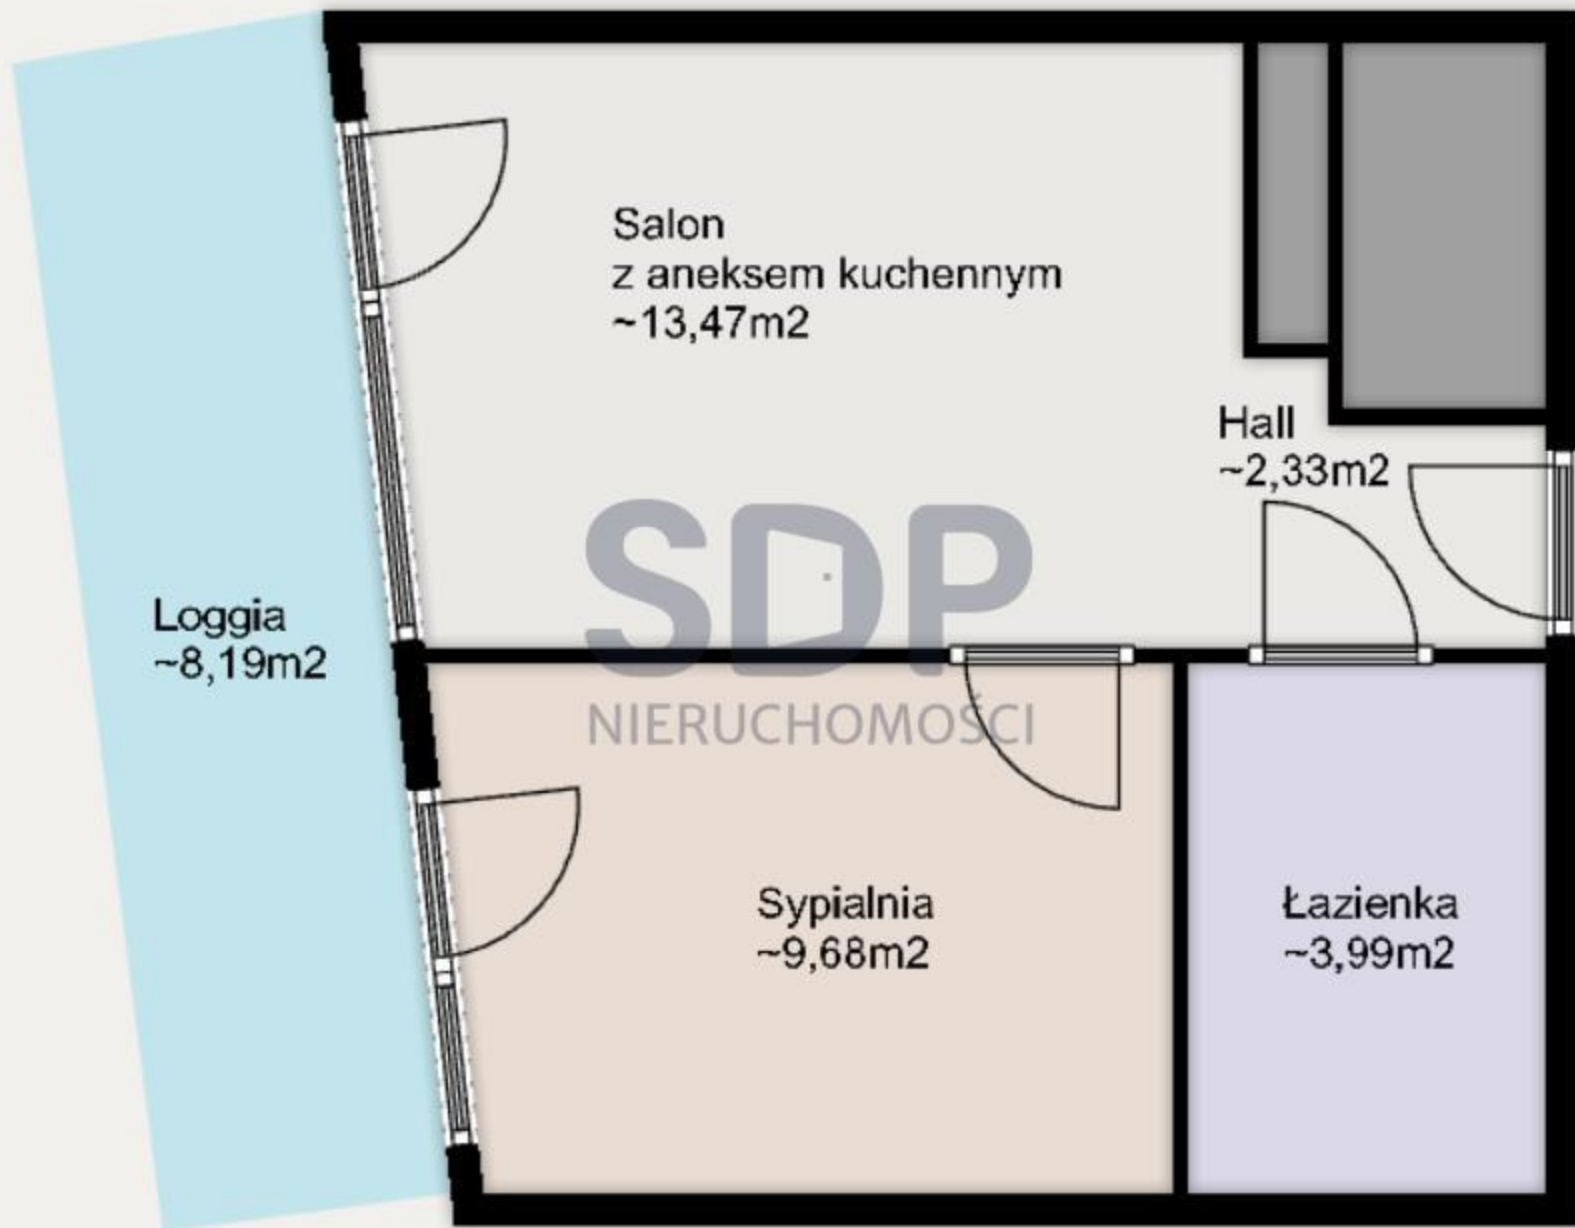 Salon
z aneksem kuchennym
~13,47m2
Hall
~2,33m2
SDP
NIERUCHOMOŚCI
Loggia
~8,19m2
Sypialnia
~9,68m2
Łazienka
~3,99m2